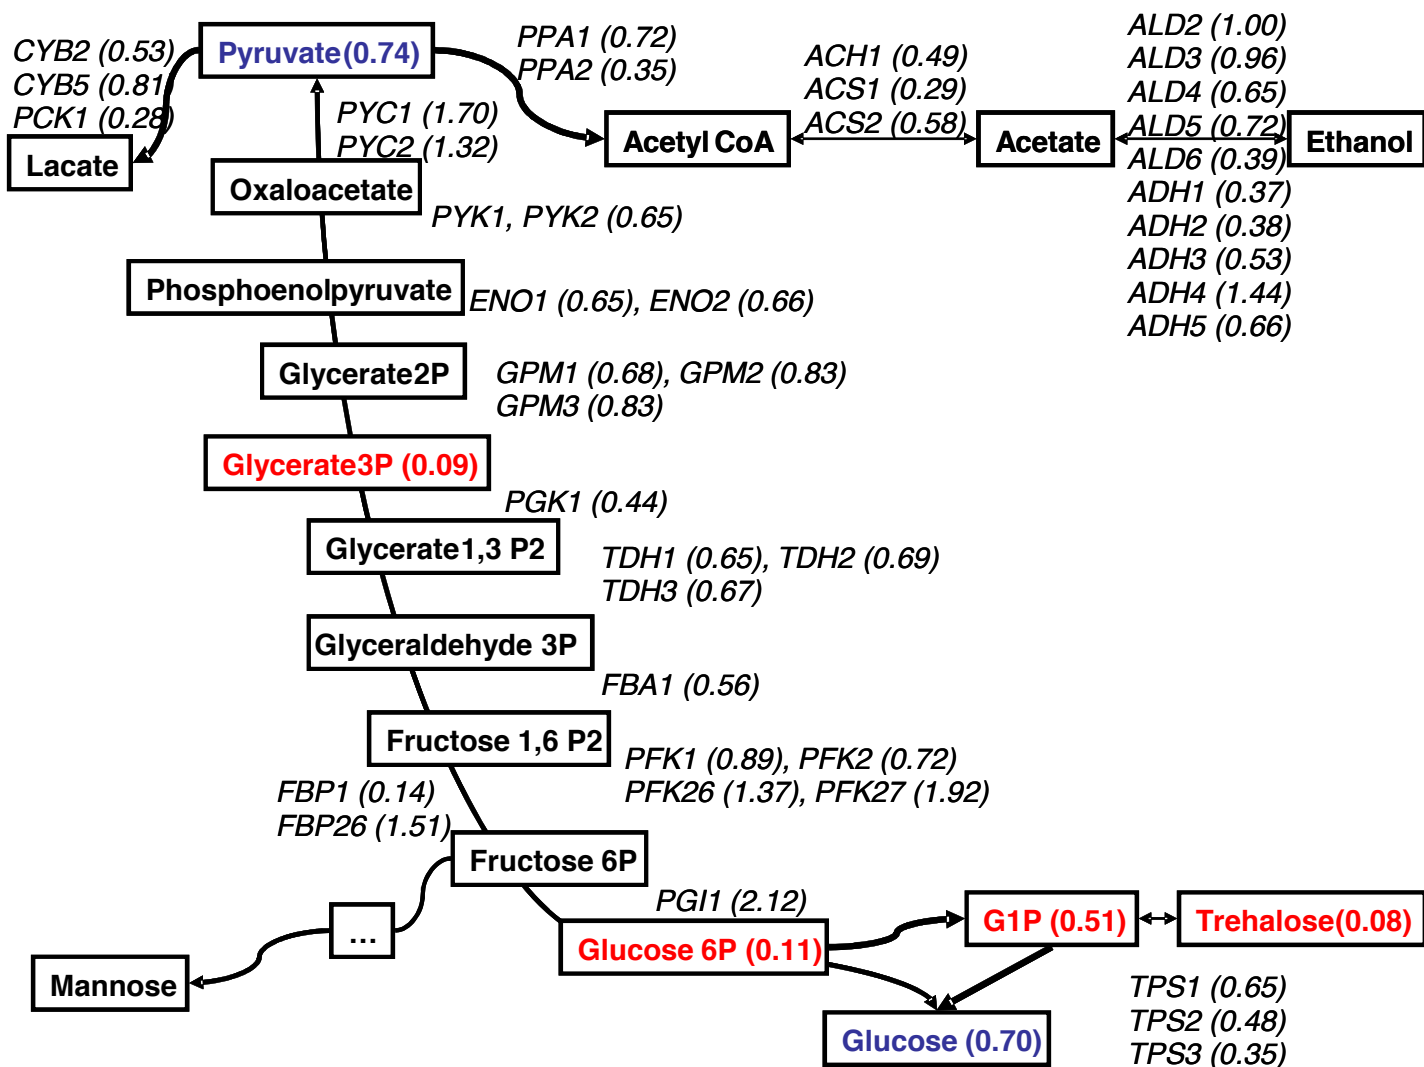 CYB2 (0.53)
CYB5 (0.81)
PCK1 (0.28)
Pyruvate(0.74)
PPA1 (0.72)
PPA2 (0.35)
ACH1 (0.49)
ACS1 (0.29)
ACS2 (0.58)
ALD2 (1.00)
ALD3 (0.96)
ALD4 (0.65)
ALD5 (0.72)
ALD6 (0.39)
ADH1 (0.37)
ADH2 (0.38)
ADH3 (0.53)
ADH4 (1.44)
ADH5 (0.66)
PYC1 (1.70)
PYC2 (1.32)
Lacate
Acetyl CoA
Acetate
Ethanol
Oxaloacetate
PYK1, PYK2 (0.65)
Phosphoenolpyruvate
ENO1 (0.65), ENO2 (0.66)
Glycerate2P
GPM1 (0.68), GPM2 (0.83)
GPM3 (0.83)
Glycerate3P (0.09)
PGK1 (0.44)
Glycerate1,3 P2
TDH1 (0.65), TDH2 (0.69)
TDH3 (0.67)
Glyceraldehyde 3P
FBA1 (0.56)
Fructose 1,6 P2
PFK1 (0.89), PFK2 (0.72)
PFK26 (1.37), PFK27 (1.92)
FBP1 (0.14)
FBP26 (1.51)
Fructose 6P
PGI1 (2.12)
...
Glucose 6P (0.11)
G1P (0.51)
Trehalose(0.08)
Mannose
Glucose (0.70)
TPS1 (0.65)
TPS2 (0.48)
TPS3 (0.35)